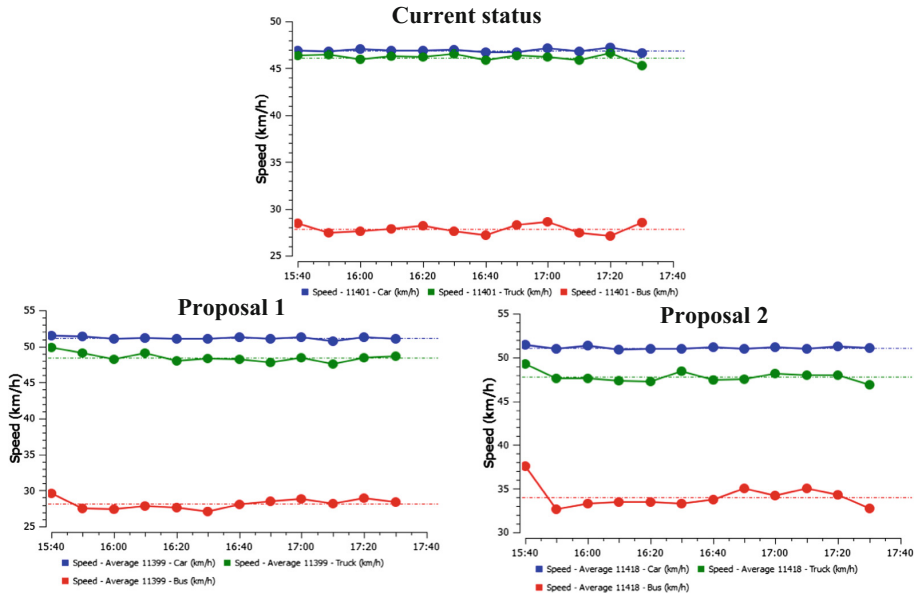 Current status
Speed (km/h)
50
45
40
35
30
25
15:40 16:00 16:20 16:40 17:00 17:20 17:40
Speed - 11401 - Car (km/h) Speed - 11401 - Truck (km/h) Speed - 11401 - Bus (km/h)
Proposal 1
Speed (km/h)
55
50
45
40
35
30
25
15:40 16:00 16:20 16:40 17:00 17:20 17:40
Speed - Average 11399 - Car (km/h) Speed - Average 11399 - Truck (km/h)
Speed - Average 11399 - Bus (km/h)
Proposal 2
Speed (km/h)
55
50
45
40
35
30
15:40 16:00 16:20 16:40 17:00 17:20 17:40
Speed - Average 11418 - Car (km/h) Speed - Average 11418 - Truck (km/h)
Speed - Average 11418 - Bus (km/h)